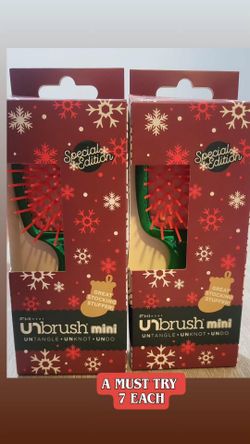 Special
Edition
Special
Edition
GREAT
STOCKING
STUFFER!
unbrush mini
UNTANGLE • UNKNOT • UNDO
GREAT
STOCKING
STUFFER!
unbrush mini
UNTANGLE • UNKNOT • UNDO
A MUST TRY
7 EACH